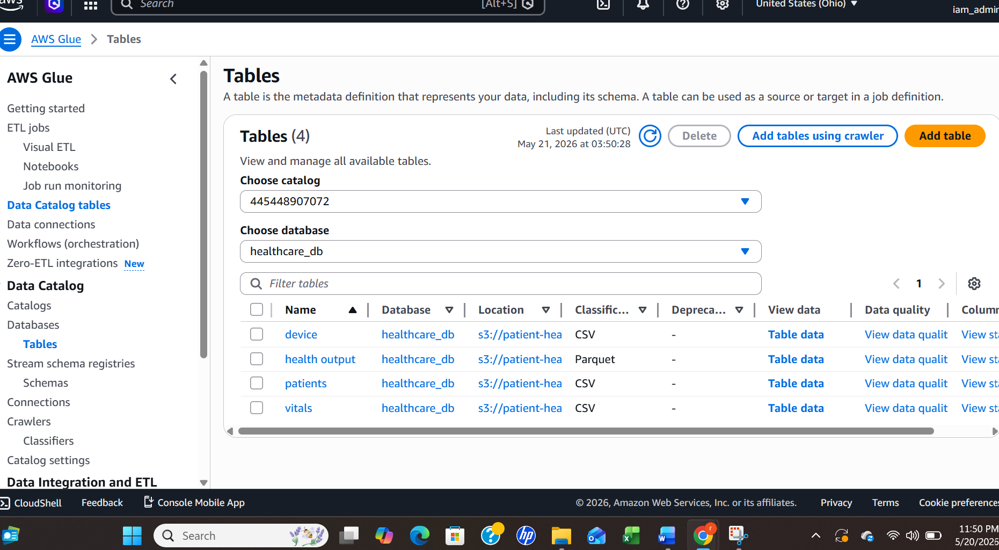 aws
Search
[Alt+S]
United States (Ohio)
AWS Glue
Tables
AWS Glue
Getting started
ETL jobs
Visual ETL
Notebooks
Job run monitoring
Data Catalog tables
Data connections
Workflows (orchestration)
Zero-ETL integrations New
Data Catalog
Catalogs
Databases
Tables
Stream schema registries
Schemas
Connections
Crawlers
Classifiers
Catalog settings
Data Integration and ETL
Tables
A table is the metadata definition that represents your data, including its schema. A table can be used as a source or target in a job definition.
Tables (4)
Last updated (UTC)
May 21, 2026 at 03:50:28
Delete
Add tables using crawler
Add table
View and manage all available tables.
Choose catalog
445448907072
Choose database
healthcare_db
Filter tables
1
Name Database Location Classific... Depreca... View data Data quality Colum
device healthcare_db s3://patient-hea CSV - Table data View data qualit View st
health output healthcare_db s3://patient-hea Parquet - Table data View data qualit View st
patients healthcare_db s3://patient-hea CSV - Table data View data qualit View st
vitals healthcare_db s3://patient-hea CSV - Table data View data qualit View st
CloudShell
Feedback
Console Mobile App
© 2026, Amazon Web Services, Inc. or its affiliates.
Privacy
Terms
Cookie preferences
Search
11:50 PM
5/20/2026